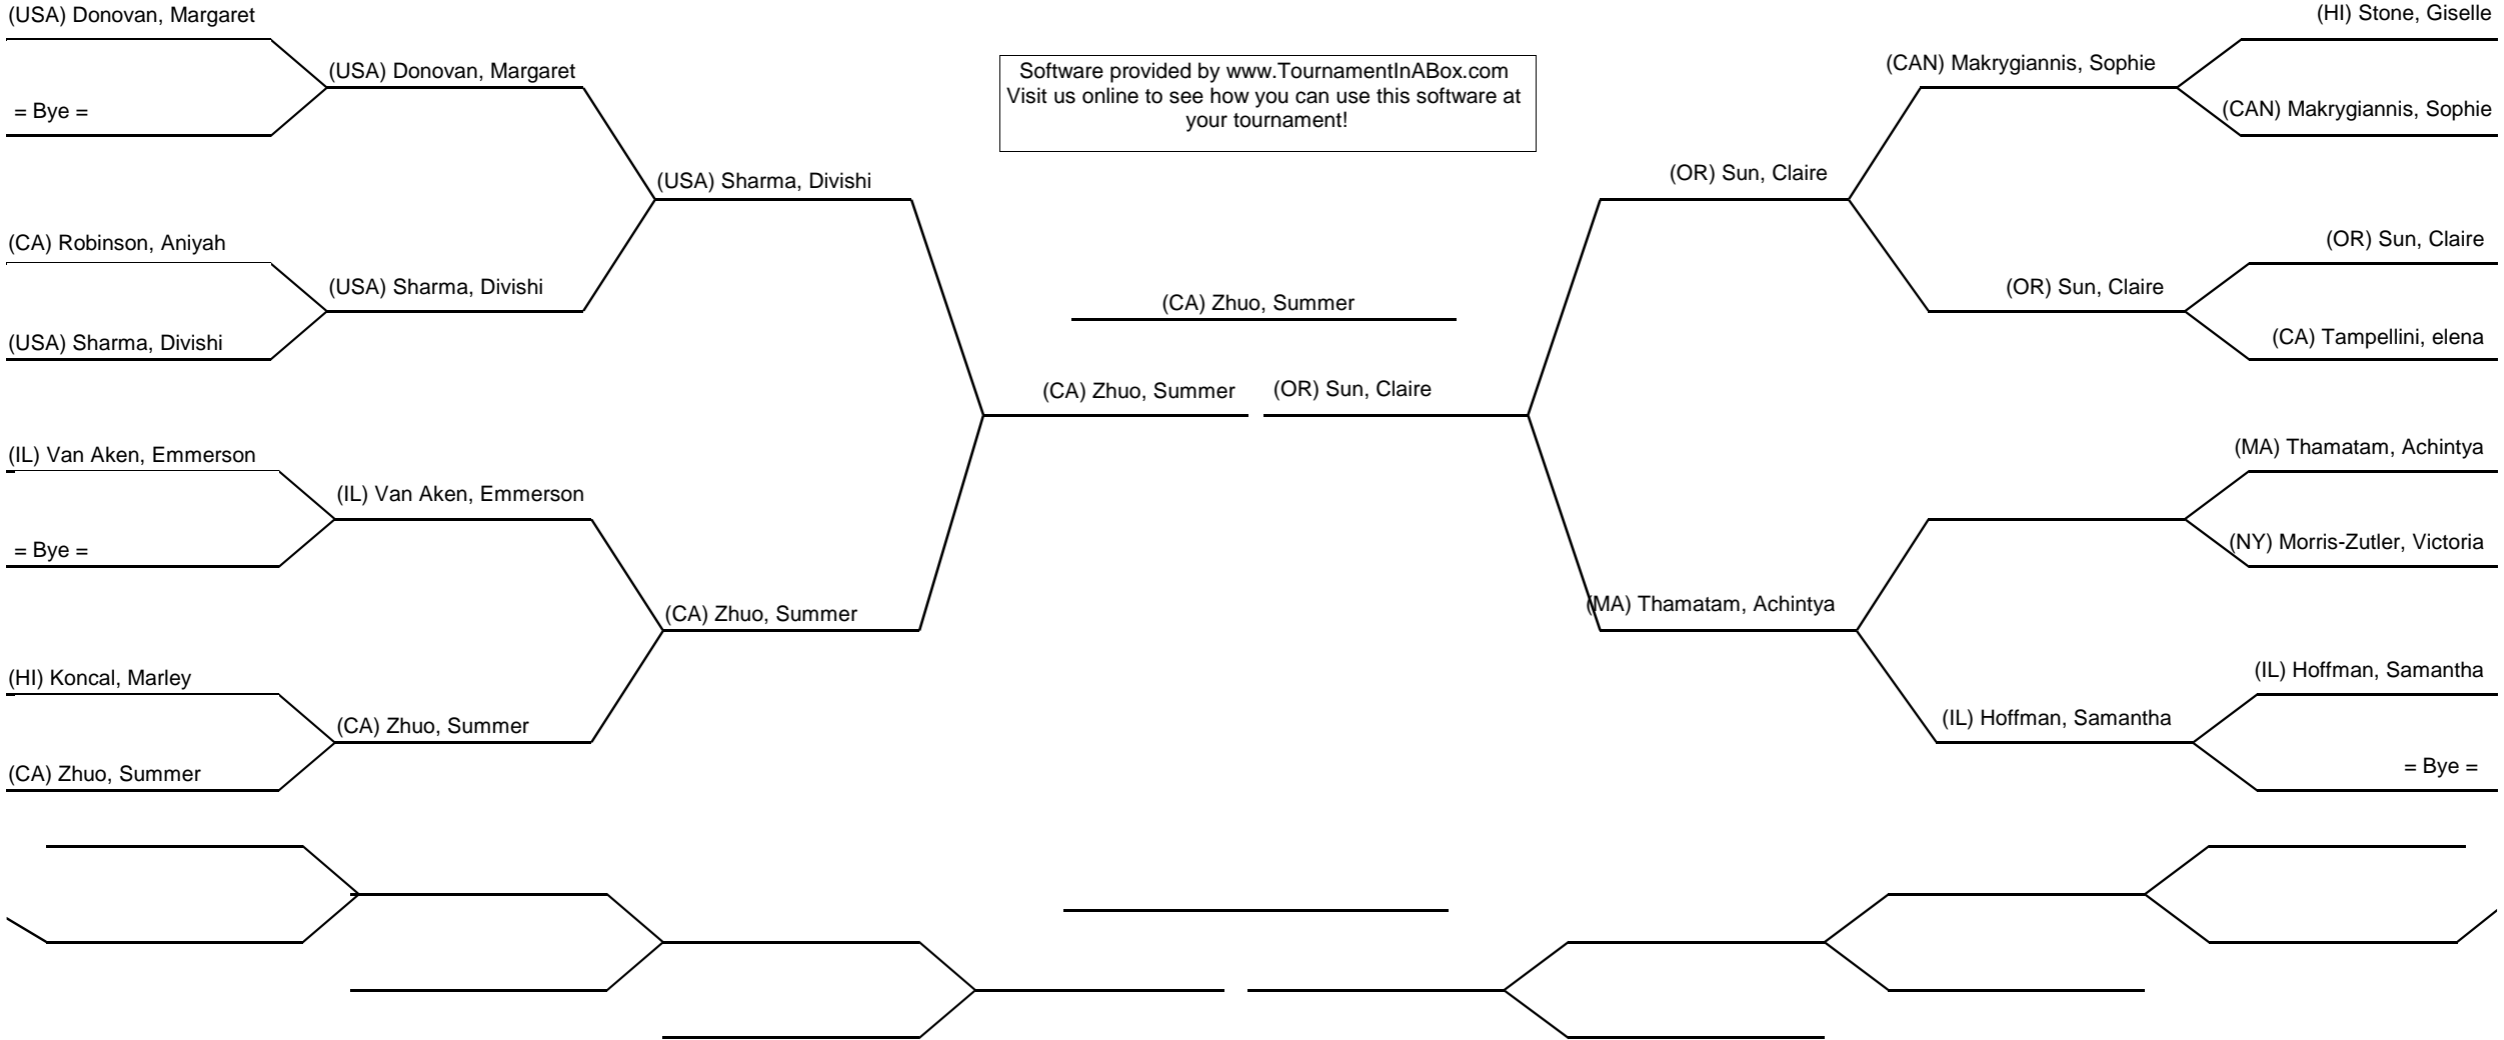 (USA) Donovan, Margaret
(USA) Donovan, Margaret
= Bye =
(USA) Sharma, Divishi
(CA) Robinson, Aniyah
(USA) Sharma, Divishi
(USA) Sharma, Divishi
(IL) Van Aken, Emmerson
(IL) Van Aken, Emmerson
= Bye =
(CA) Zhuo, Summer
(HI) Koncal, Marley
(CA) Zhuo, Summer
(CA) Zhuo, Summer
Software provided by www.TournamentInABox.com
Visit us online to see how you can use this software at
your tournament!
(CA) Zhuo, Summer
(CA) Zhuo, Summer
(OR) Sun, Claire
(HI) Stone, Giselle
(CAN) Makrygiannis, Sophie
(CAN) Makrygiannis, Sophie
(OR) Sun, Claire
(OR) Sun, Claire
(OR) Sun, Claire
(CA) Tampellini, elena
(MA) Thamatam, Achintya
(NY) Morris-Zutler, Victoria
(MA) Thamatam, Achintya
(IL) Hoffman, Samantha
(IL) Hoffman, Samantha
= Bye =